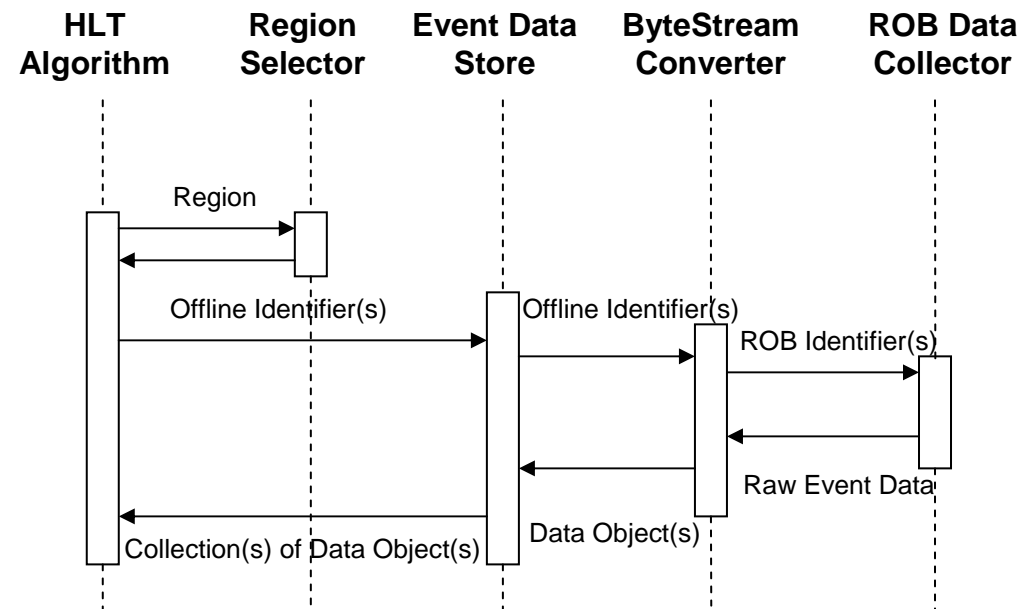 HLT
Algorithm
Region
Selector
Event Data
Store
ByteStream
Converter
ROB Data
Collector
Region
Offline Identifier(s)
Offline Identifier(s)
ROB Identifier(s)
Raw Event Data
Data Object(s)
Collection(s) of Data Object(s)